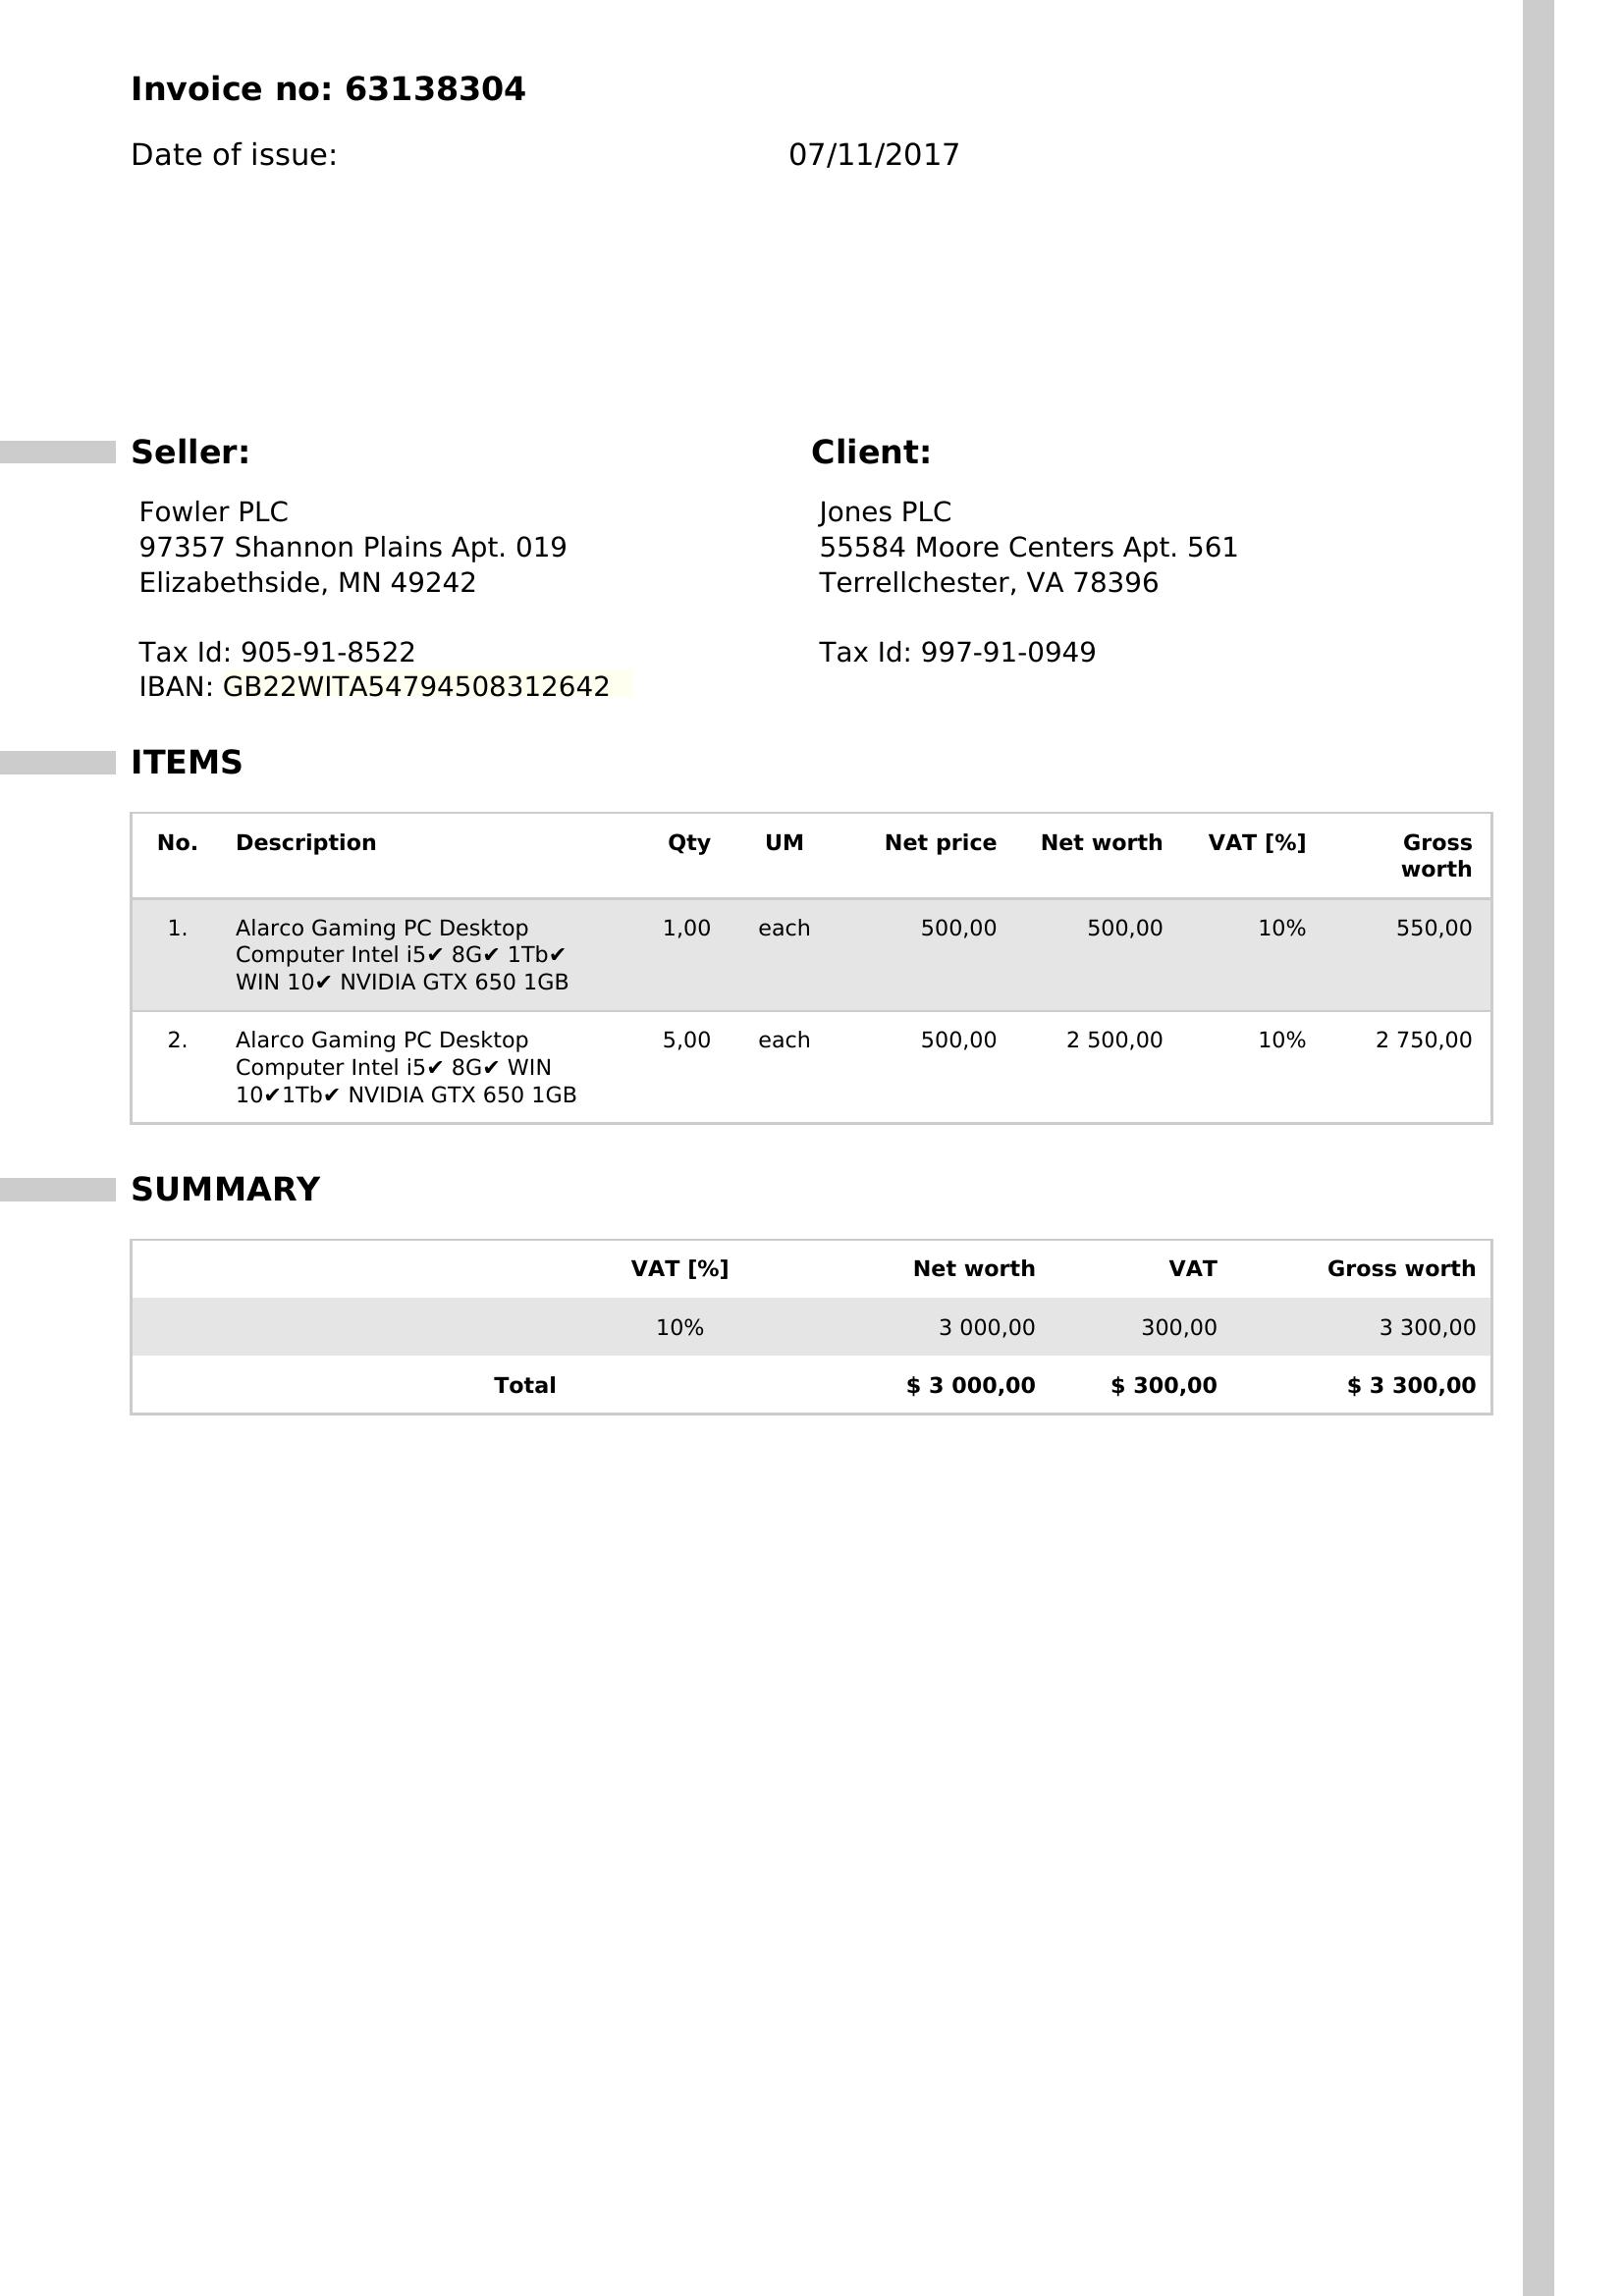 Invoice no: 63138304
Date of issue: 07/11/2017
Seller:
Fowler PLC
97357 Shannon Plains Apt. 019
Elizabethside, MN 49242
Tax Id: 905-91-8522
IBAN: GB22WITA54794508312642
Client:
Jones PLC
55584 Moore Centers Apt. 561
Terrellchester, VA 78396
Tax Id: 997-91-0949
ITEMS
No. Description Qty UM Net price Net worth VAT [%] Gross
worth
1. Alarco Gaming PC Desktop 1,00 each 500,00 500,00 10% 550,00
Computer Intel i5✔ 8G✔ 1Tb✔
WIN 10✔ NVIDIA GTX 650 1GB
2. Alarco Gaming PC Desktop 5,00 each 500,00 2 500,00 10% 2 750,00
Computer Intel i5✔ 8G✔ WIN
10✔1Tb✔ NVIDIA GTX 650 1GB
SUMMARY
VAT [%] Net worth VAT Gross worth
10% 3 000,00 300,00 3 300,00
Total $ 3 000,00 $ 300,00 $ 3 300,00